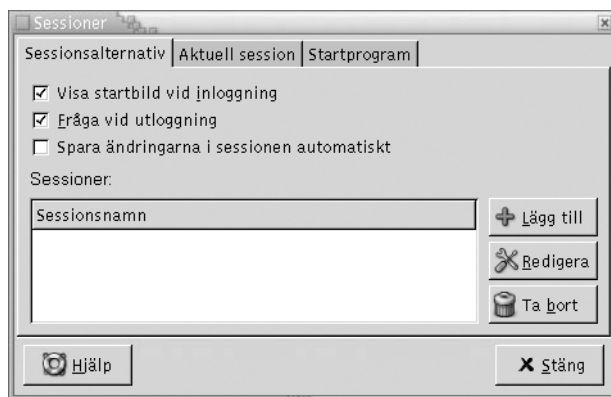 Sessioner
Sessionsalternativ Aktuell session Startprogram
Visa startbild vid inloggning
Fråga vid utloggning
Spara ändringarna i sessionen automatiskt
Sessioner:
Sessionsnamn
Lägg till
Redigera
Ta bort
Hjälp
Stäng